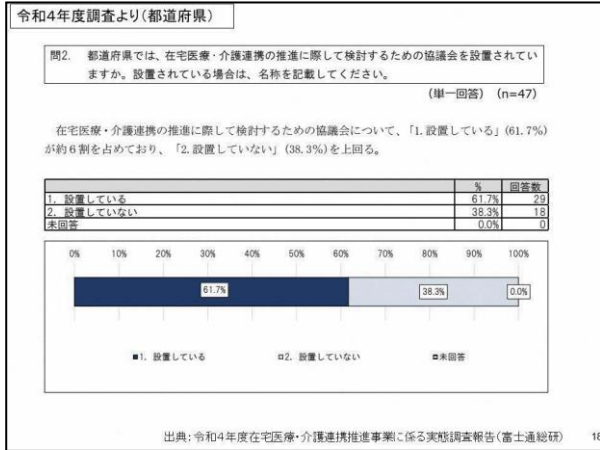 令和4年度調査より(都道府県)
問2. 都道府県では、在宅医療・介護連携の推進に際して検討するための協議会を設置されてい
ますか。設置されている場合は、名称を記載してください。
(単一回答) (n=47)
在宅医療・介護連携の推進に際して検討するための協議会について、「1.設置している」(61.7%)
が約6割を占めており、「2.設置していない」(38.3%)を上回る。
% 回答数
1. 設置している 61.7% 29
2. 設置していない 38.3% 18
未回答 0.0% 0
0% 10% 20% 30% 40% 50% 60% 70% 80% 90% 100%
61.7% 38.3% 0.0%
■1. 設置している □2. 設置していない □未回答
出典:令和4年度在宅医療・介護連携推進事業に係る実態調査報告(富士通総研) 18